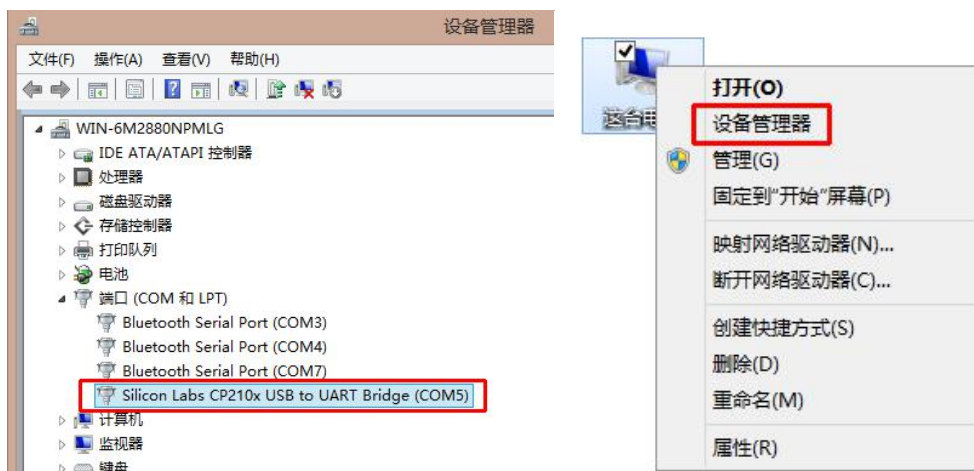 设备管理器
文件(F) 操作(A) 查看(V) 帮助(H)
WIN-6M2880NPMLG
IDE ATA/ATAPI 控制器
处理器
磁盘驱动器
存储控制器
打印队列
电池
端口 (COM 和 LPT)
Bluetooth Serial Port (COM3)
Bluetooth Serial Port (COM4)
Bluetooth Serial Port (COM7)
Silicon Labs CP210x USB to UART Bridge (COM5)
计算机
监视器
键盘
这台电
打开(O)
设备管理器
管理(G)
固定到"开始"屏幕(P)
映射网络驱动器(N)...
断开网络驱动器(C)...
创建快捷方式(S)
删除(D)
重命名(M)
属性(R)